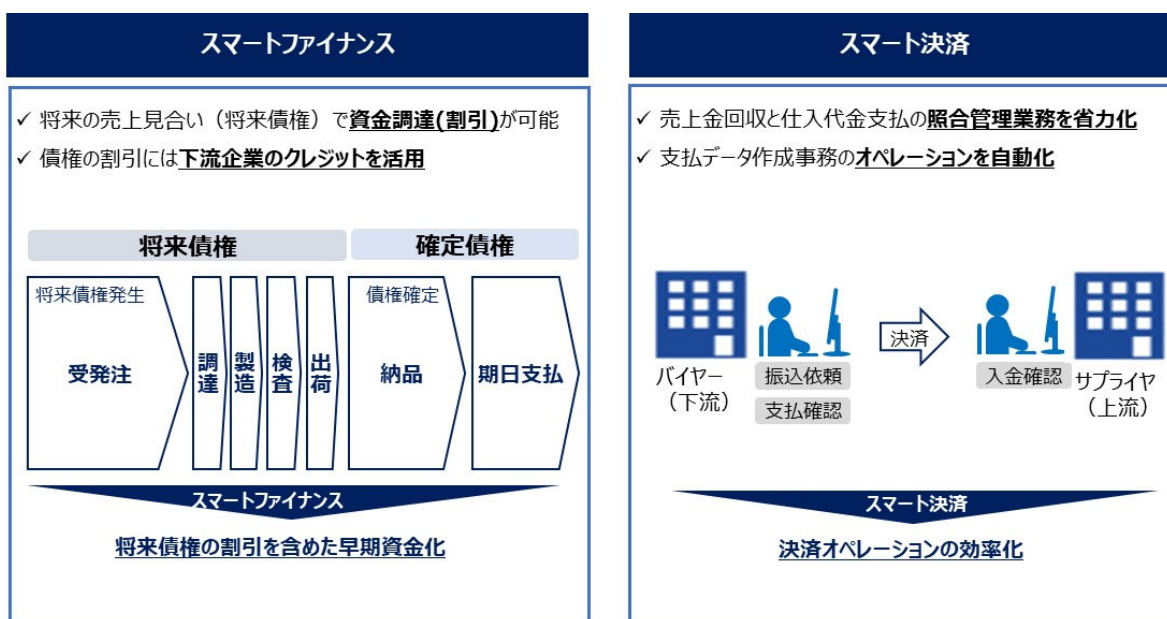 スマートファイナンス
✓ 将来の売上見合い（将来債権）で資金調達(割引)が可能
✓ 債権の割引には下流企業のクレジットを活用
将来債権
確定債権
将来債権発生
受発注
調達
製造
検査
出荷
債権確定
納品
期日支払
スマートファイナンス
将来債権の割引を含めた早期資金化
スマート決済
✓ 売上金回収と仕入代金支払の照合管理業務を省力化
✓ 支払データ作成事務のオペレーションを自動化
バイヤー
（下流）
振込依頼
支払確認
決済
入金確認
サプライヤ
（上流）
スマート決済
決済オペレーションの効率化